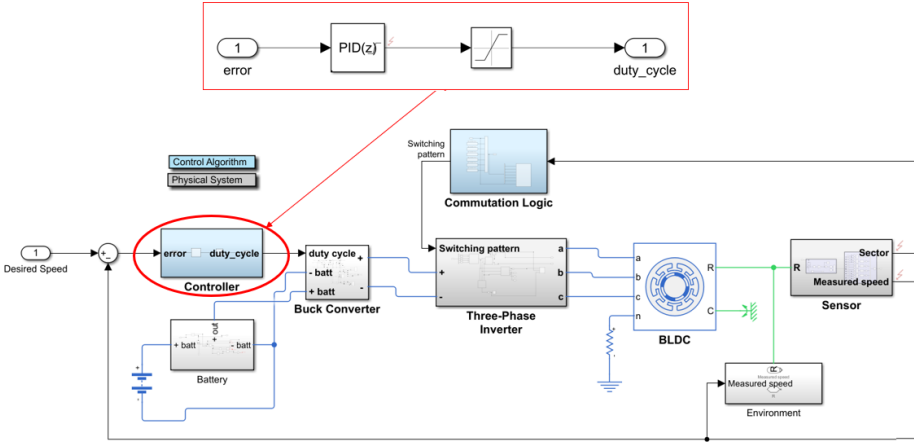 1
PID(z)
1
error
duty_cycle
Switching
pattern
Control Algorithm
Physical System
Commutation Logic
1
Desired Speed
+
-
error
duty_cycle
Controller
duty cycle
+
- batt
+ batt
-
Buck Converter
Switching pattern
a
+
b
-
c
Three-Phase
Inverter
a
b
c
n
R
C
BLDC
R
Sector
Measured speed
Sensor
+ batt
+ out
- batt
Battery
+
-
R
Measured speed
Measured speed
Environment